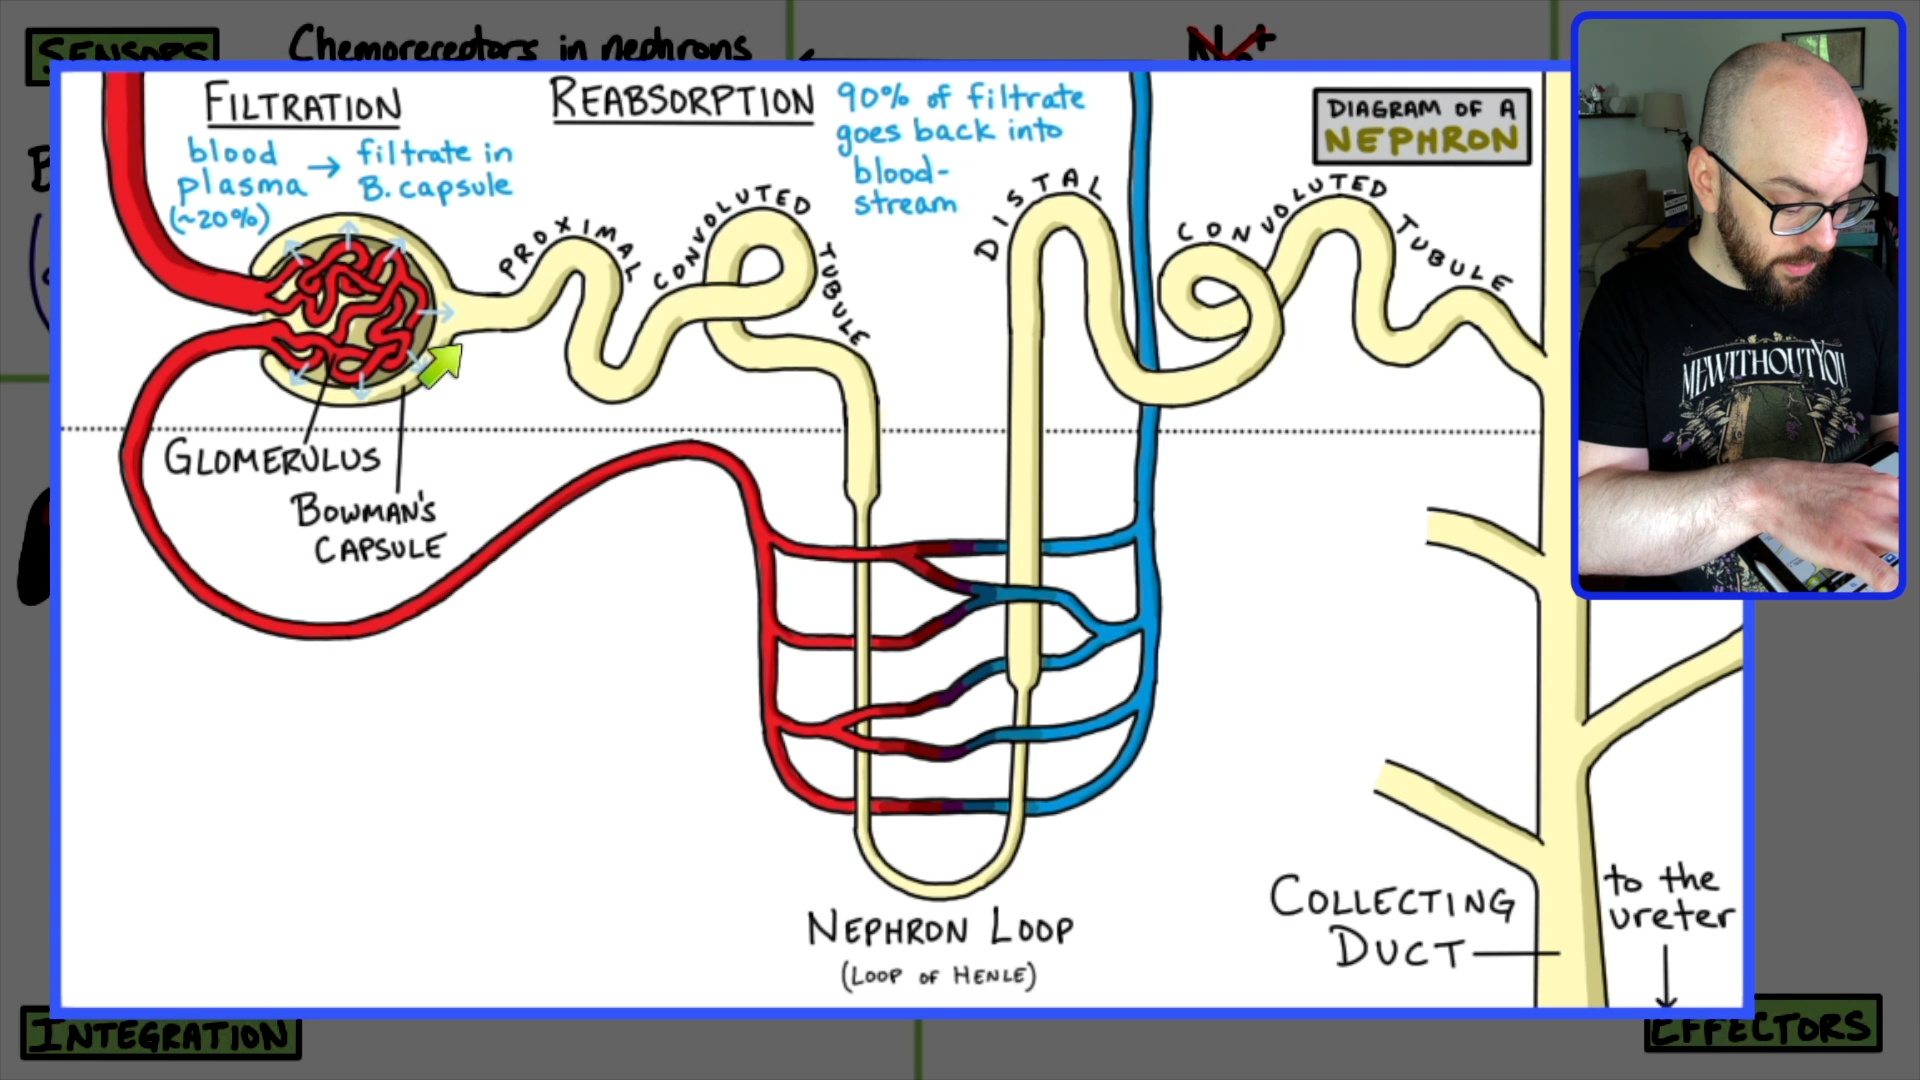 SENSORS
Chemoreceptors in nephrons
Na+
FILTRATION
blood plasma → filtrate in B. capsule
(~20%)
REABSORPTION
90% of filtrate
goes back into
blood-
stream
DIAGRAM OF A
NEPHRON
PROXIMAL CONVOLUTED TUBULE
DISTAL CONVOLUTED TUBULE
MEWITHOUTYOU
GLOMERULUS
BOWMAN'S
CAPSULE
NEPHRON LOOP
(LOOP OF HENLE)
COLLECTING
DUCT
to the
ureter
INTEGRATION
EFFECTORS